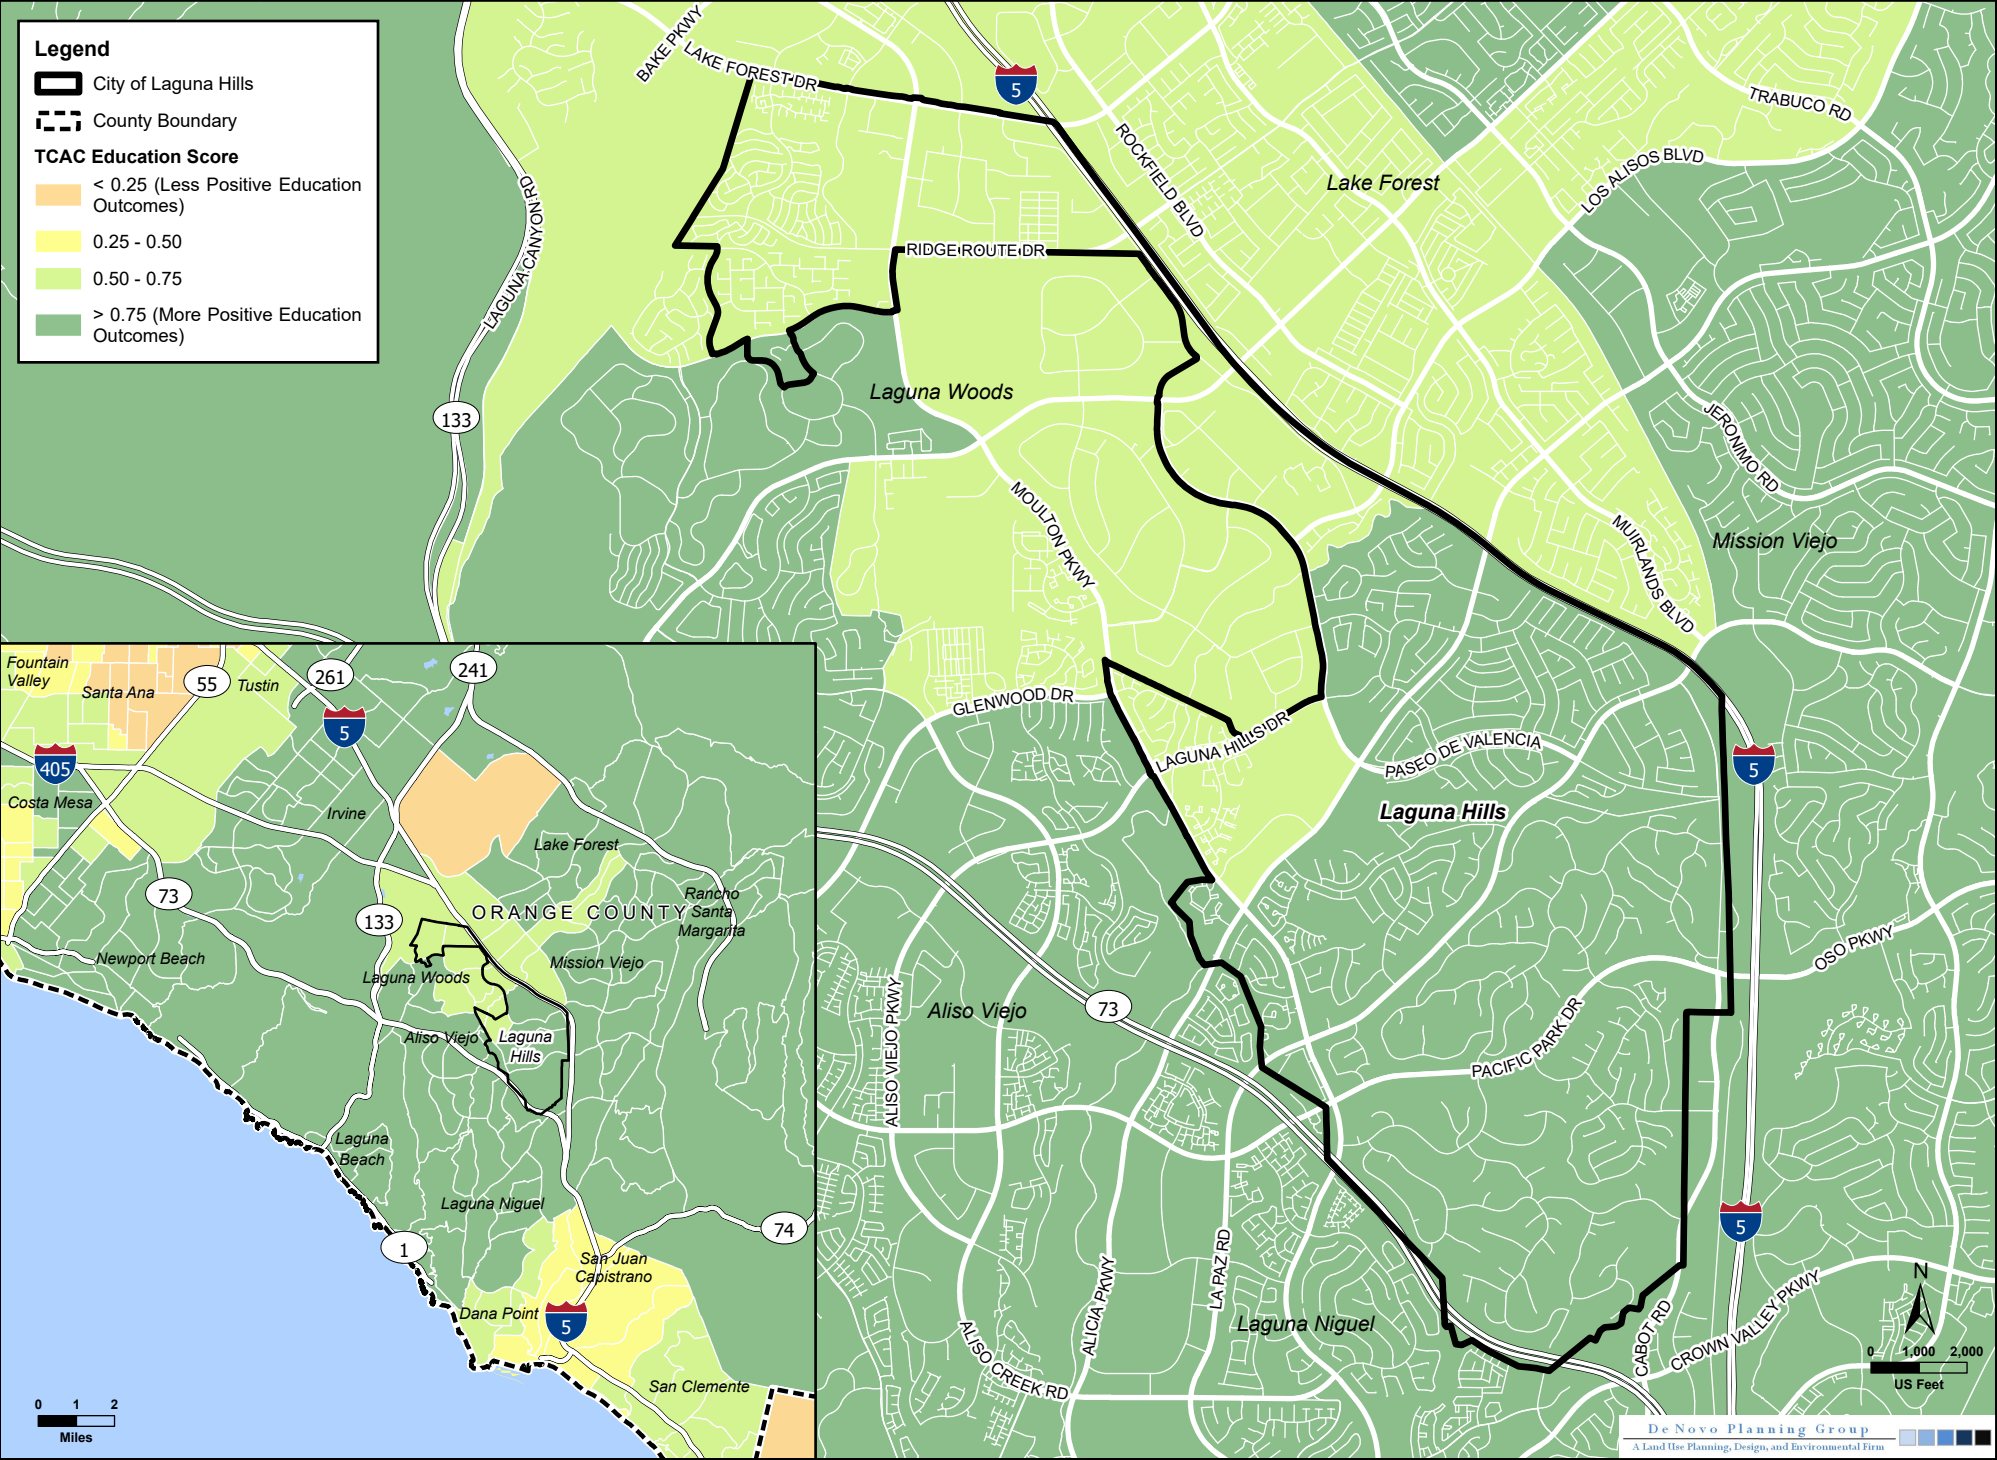 Legend
City of Laguna Hills
County Boundary
TCAC Education Score
< 0.25 (Less Positive Education
Outcomes)
0.25 - 0.50
0.50 - 0.75
> 0.75 (More Positive Education
Outcomes)
BAKE PKWY
LAKE FOREST DR
5
TRABUCO RD
ROCKFIELD BLVD
Lake Forest
LOS ALISOS BLVD
LAGUNA CANYON RD
RIDGE ROUTE DR
133
Laguna Woods
JERONIMO RD
MOULTON PKWY
MUIRLANDS BLVD
Mission Viejo
GLENWOOD DR
LAGUNA HILLS DR
PASEO DE VALENCIA
5
Laguna Hills
OSO PKWY
ALISO VIEJO PKWY
Aliso Viejo
73
PACIFIC PARK DR
5
LA PAZ RD
ALICIA PKWY
Laguna Niguel
ALISO CREEK RD
CABOT RD
CROWN VALLEY PKWY
N
0 1,000 2,000
US Feet
De Novo Planning Group
A Land Use Planning, Design, and Environmental Firm
Fountain
Valley
Santa Ana
55
Tustin
261
241
5
405
Costa Mesa
Irvine
Lake Forest
73
133
ORANGE COUNTY
Rancho
Santa
Margarita
Newport Beach
Laguna Woods
Mission Viejo
Aliso Viejo
Laguna
Hills
Laguna
Beach
Laguna Niguel
1
74
San Juan
Capistrano
Dana Point
5
San Clemente
0 1 2
Miles